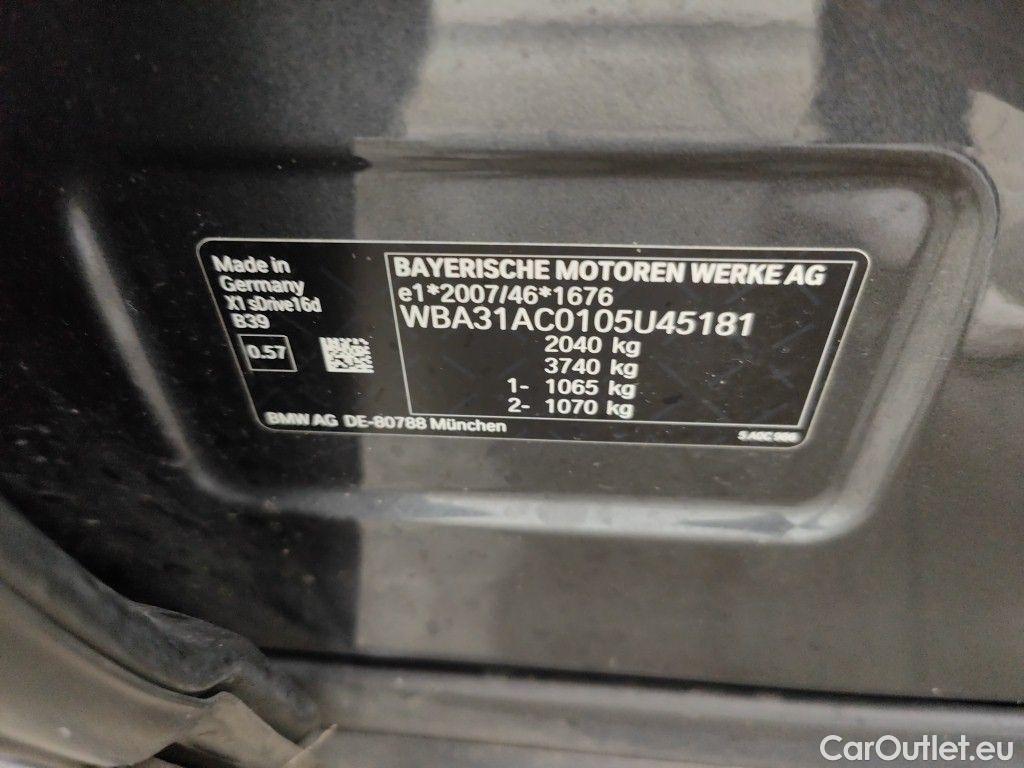 Made in
Germany
X1 sDrive16d
B39
0.57
BAYERISCHE MOTOREN WERKE AG
e1*2007/46*1676
WBA31AC0105U45181
2040 kg
3740 kg
1- 1065 kg
2- 1070 kg
BMW AG DE-80788 München
CarOutlet.eu